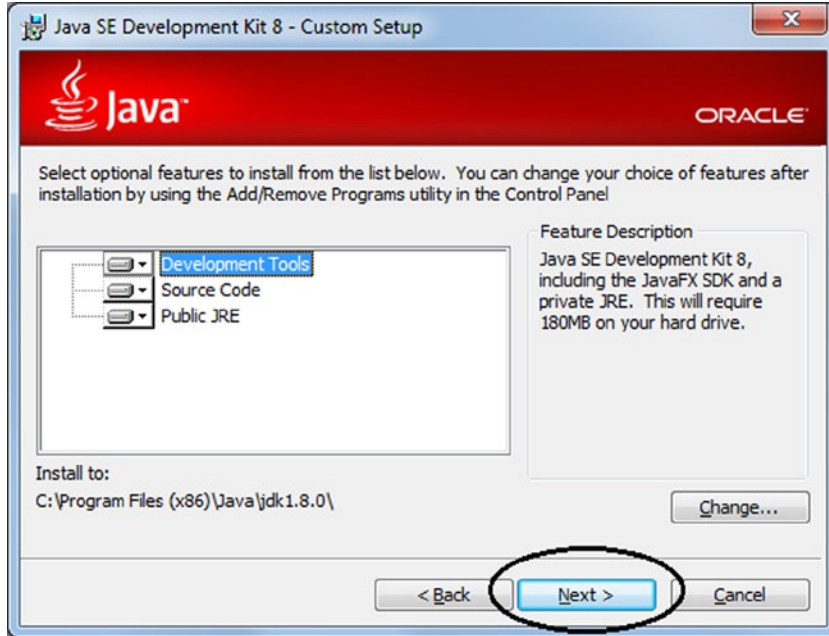 Java SE Development Kit 8 - Custom Setup
Java™
ORACLE®
Select optional features to install from the list below. You can change your choice of features after
installation by using the Add/Remove Programs utility in the Control Panel
Development Tools
Source Code
Public JRE
Feature Description
Java SE Development Kit 8,
including the JavaFX SDK and a
private JRE. This will require
180MB on your hard drive.
Install to:
C:\Program Files (x86)\Java\jdk1.8.0\
Change...
< Back
Next >
Cancel